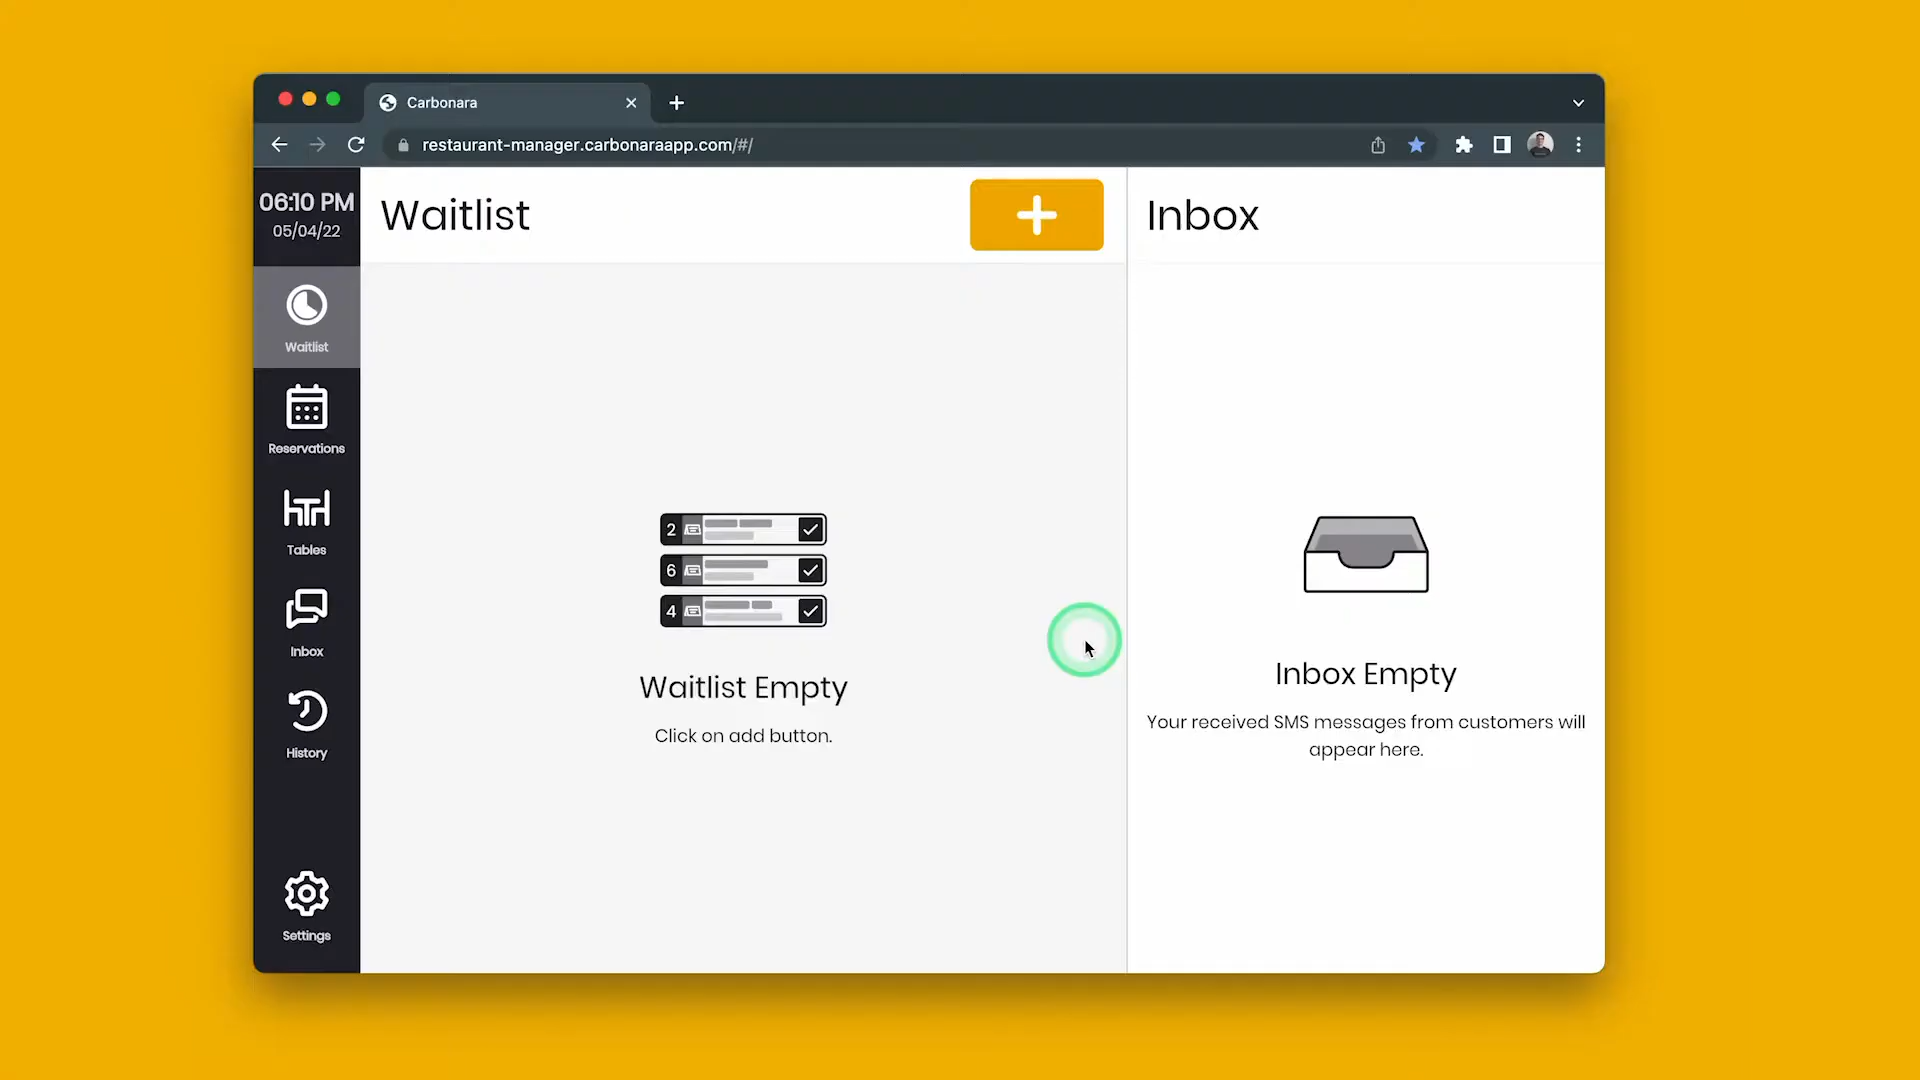 Carbonara
restaurant-manager.carbonaraapp.com/#/
06:10 PM
05/04/22
Waitlist
Reservations
Tables
Inbox
History
Settings
Waitlist
2
6
4
Waitlist Empty
Click on add button.
Inbox
Inbox Empty
Your received SMS messages from customers will
appear here.